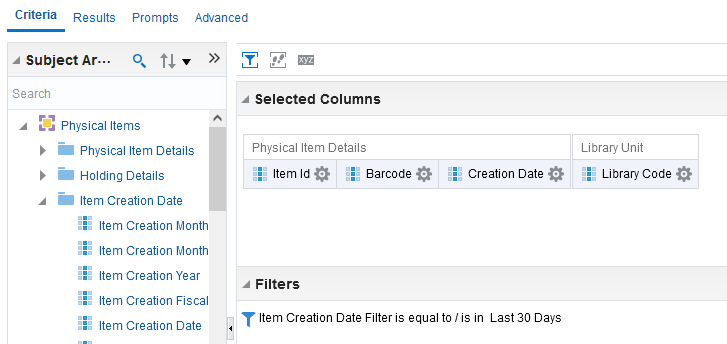 Criteria Results Prompts Advanced
Subject Ar...
Search
Physical Items
Physical Item Details
Holding Details
Item Creation Date
Item Creation Month
Item Creation Month
Item Creation Year
Item Creation Fiscal
Item Creation Date
xyz
Selected Columns
Physical Item Details Library Unit
Item Id Barcode Creation Date Library Code
Filters
Item Creation Date Filter is equal to / is in Last 30 Days